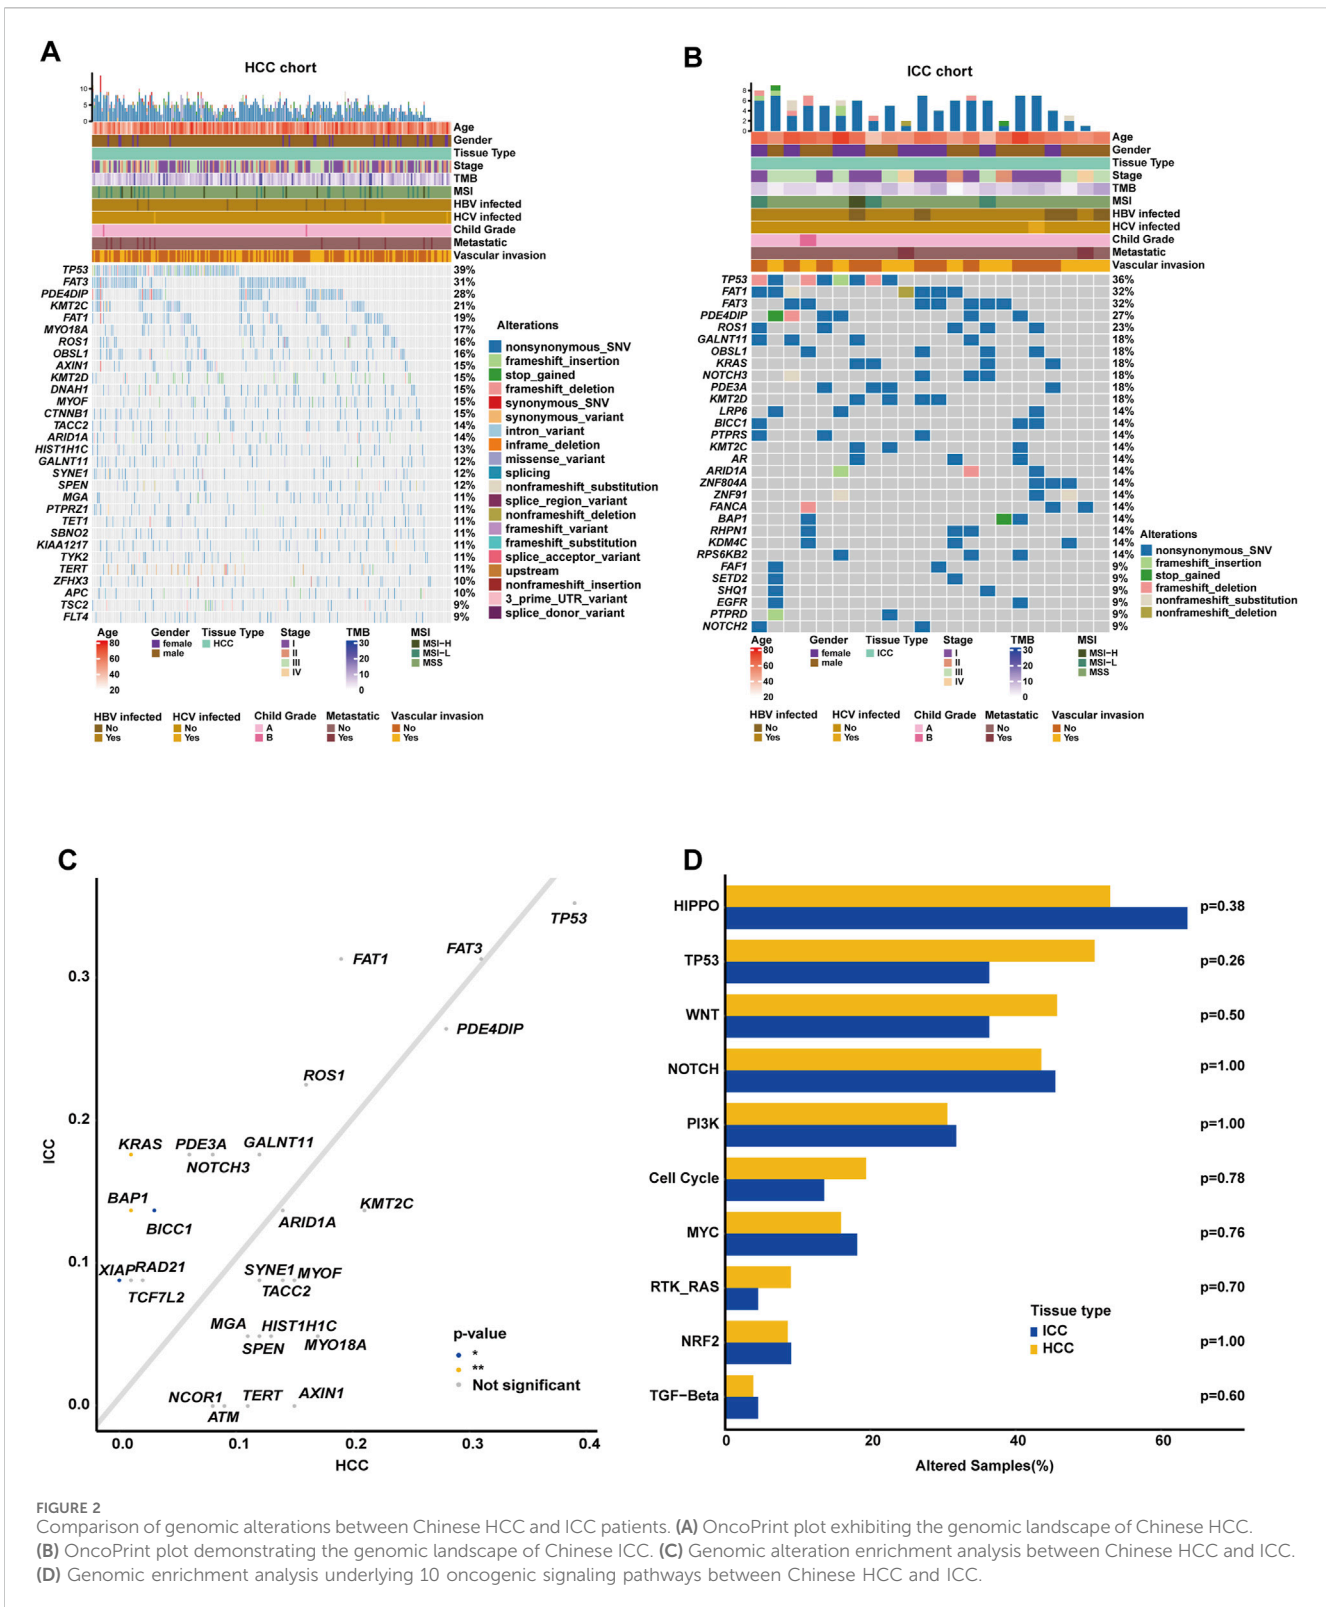 A
HCC chort
10
5
0
Age
Gender
Tissue Type
Stage
TMB
MSI
HBV infected
HCV infected
Child Grade
Metastatic
Vascular invasion
TP53 39%
FAT3 31%
PDE4DIP 28%
KMT2C 21%
FAT1 19%
MYO18A 17%
ROS1 16%
OBSL1 16%
AXIN1 15%
KMT2D 15%
DNAH1 15%
MYOF 15%
CTNNB1 15%
TACC2 14%
ARID1A 14%
HIST1H1C 13%
GALNT11 12%
SYNE1 12%
SPEN 12%
MGA 11%
PTPRZ1 11%
TET1 11%
SBNO2 11%
KIAA1217 11%
TYK2 11%
TERT 11%
ZFHX3 10%
APC 10%
TSC2 9%
FLT4 9%
Alterations
nonsynonymous_SNV
frameshift_insertion
stop_gained
frameshift_deletion
synonymous_SNV
synonymous_variant
intron_variant
inframe_deletion
missense_variant
splicing
nonframeshift_substitution
splice_region_variant
nonframeshift_deletion
frameshift_variant
frameshift_substitution
splice_acceptor_variant
upstream
nonframeshift_insertion
3_prime_UTR_variant
splice_donor_variant
Age Gender Tissue Type Stage TMB MSI
80
60
40
20
female
male
HCC
I
II
III
IV
30
20
10
0
MSI−H
MSI−L
MSS
HBV infected HCV infected Child Grade Metastatic Vascular invasion
No No A No No
Yes Yes B Yes Yes
B
ICC chort
8
6
4
2
0
Age
Gender
Tissue Type
Stage
TMB
MSI
HBV infected
HCV infected
Child Grade
Metastatic
Vascular invasion
TP53 36%
FAT1 32%
FAT3 32%
PDE4DIP 27%
ROS1 23%
GALNT11 18%
OBSL1 18%
KRAS 18%
NOTCH3 18%
PDE3A 18%
KMT2D 18%
LRP6 14%
BICC1 14%
PTPRS 14%
KMT2C 14%
AR 14%
ARID1A 14%
ZNF804A 14%
ZNF91 14%
FANCA 14%
BAP1 14%
RHPN1 14%
KDM4C 14%
RPS6KB2 14%
FAF1 9%
SETD2 9%
SHQ1 9%
EGFR 9%
PTPRD 9%
NOTCH2 9%
Alterations
nonsynonymous_SNV
frameshift_insertion
stop_gained
frameshift_deletion
nonframeshift_substitution
nonframeshift_deletion
Age Gender Tissue Type Stage TMB MSI
80
60
40
20
female
male
ICC
I
II
III
IV
30
20
10
0
MSI−H
MSI−L
MSS
HBV infected HCV infected Child Grade Metastatic Vascular invasion
No No A No No
Yes Yes B Yes Yes
C
ICC
0.3
0.2
0.1
0.0
TP53
FAT3
FAT1
PDE4DIP
ROS1
KRAS PDE3A GALNT11
NOTCH3
BAP1
BICC1
KMT2C
ARID1A
XIAP RAD21
TCF7L2
SYNE1 MYOF
TACC2
MGA HIST1H1C
SPEN MYO18A
NCOR1 TERT AXIN1
ATM
p-value
*
**
Not significant
0.0 0.1 0.2 0.3 0.4
HCC
D
HIPPO p=0.38
TP53 p=0.26
WNT p=0.50
NOTCH p=1.00
PI3K p=1.00
Cell Cycle p=0.78
MYC p=0.76
RTK_RAS p=0.70
NRF2 p=1.00
TGF−Beta p=0.60
Tissue type
ICC
HCC
0 20 40 60
Altered Samples(%)
FIGURE 2
Comparison of genomic alterations between Chinese HCC and ICC patients. (A) OncoPrint plot exhibiting the genomic landscape of Chinese HCC.
(B) OncoPrint plot demonstrating the genomic landscape of Chinese ICC. (C) Genomic alteration enrichment analysis between Chinese HCC and ICC.
(D) Genomic enrichment analysis underlying 10 oncogenic signaling pathways between Chinese HCC and ICC.